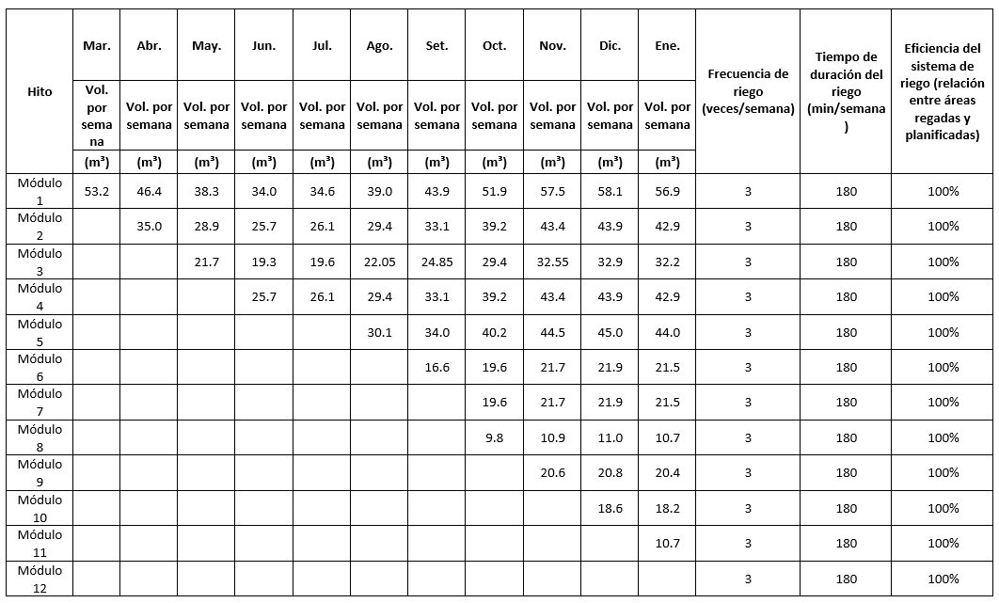 Hito Mar. Abr. May. Jun. Jul. Ago. Set. Oct. Nov. Dic. Ene. Frecuencia de riego (veces/semana) Tiempo de duración del riego (min/semana) Eficiencia del sistema de riego (relación entre áreas regadas y planificadas)
Vol. por semana Vol. por semana Vol. por semana Vol. por semana Vol. por semana Vol. por semana Vol. por semana Vol. por semana Vol. por semana Vol. por semana Vol. por semana
(m³) (m³) (m³) (m³) (m³) (m³) (m³) (m³) (m³) (m³) (m³)
Módulo 1 53.2 46.4 38.3 34.0 34.6 39.0 43.9 51.9 57.5 58.1 56.9 3 180 100%
Módulo 2 35.0 28.9 25.7 26.1 29.4 33.1 39.2 43.4 43.9 42.9 3 180 100%
Módulo 3 21.7 19.3 19.6 22.05 24.85 29.4 32.55 32.9 32.2 3 180 100%
Módulo 4 25.7 26.1 29.4 33.1 39.2 43.4 43.9 42.9 3 180 100%
Módulo 5 30.1 34.0 40.2 44.5 45.0 44.0 3 180 100%
Módulo 6 16.6 19.6 21.7 21.9 21.5 3 180 100%
Módulo 7 19.6 21.7 21.9 21.5 3 180 100%
Módulo 8 9.8 10.9 11.0 10.7 3 180 100%
Módulo 9 20.6 20.8 20.4 3 180 100%
Módulo 10 18.6 18.2 3 180 100%
Módulo 11 10.7 3 180 100%
Módulo 12 3 180 100%